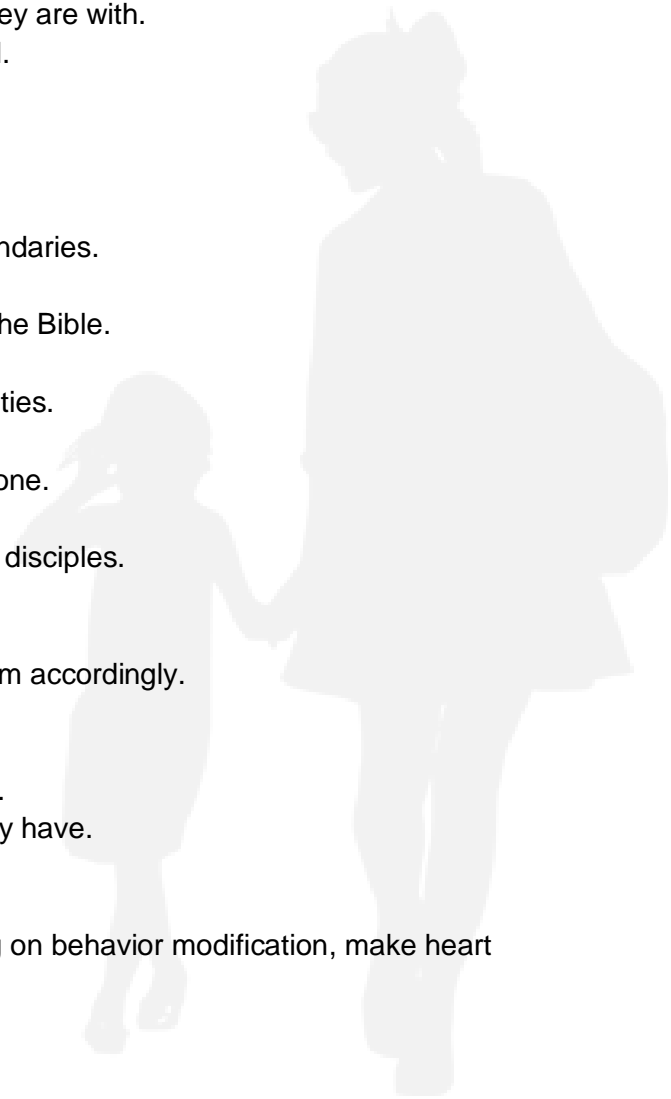 ey are with.
.
ndaries.
he Bible.
ties.
one.
disciples.
m accordingly.
.
y have.
g on behavior modification, make heart